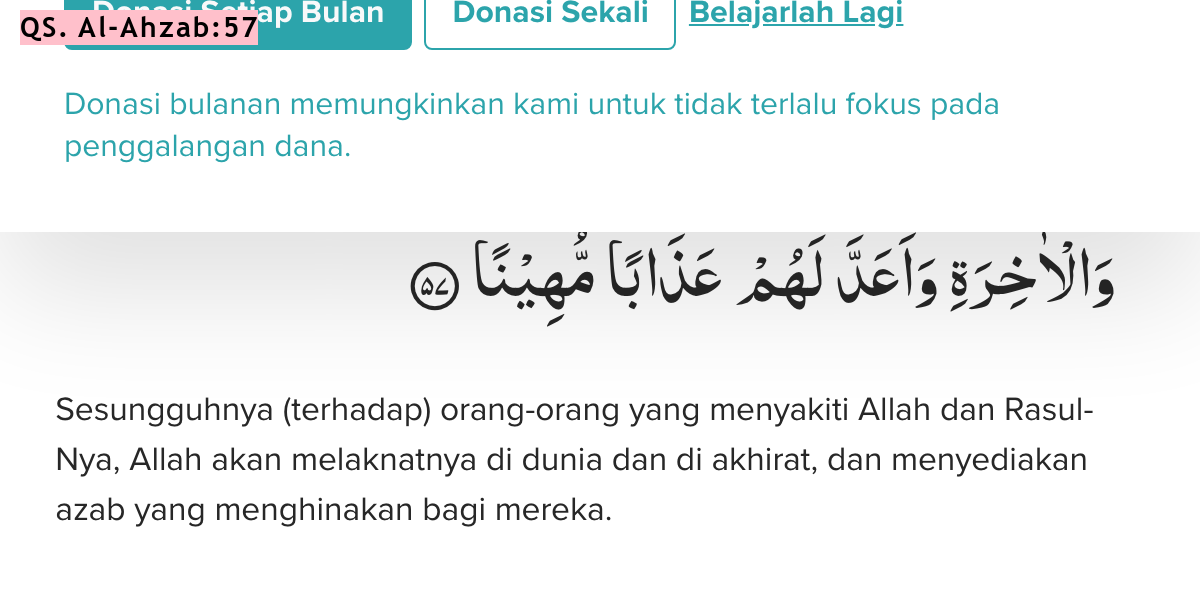 QS. Al-Ahzab:57
Donasi Setiap Bulan Donasi Sekali Belajarlah Lagi
Donasi bulanan memungkinkan kami untuk tidak terlalu fokus pada
penggalangan dana.
وَالْاٰخِرَةِ وَاَعَدَّ لَهُمْ عَذَابًا مُّهِيْنًا ۝٥٧
Sesungguhnya (terhadap) orang-orang yang menyakiti Allah dan Rasul-
Nya, Allah akan melaknatnya di dunia dan di akhirat, dan menyediakan
azab yang menghinakan bagi mereka.